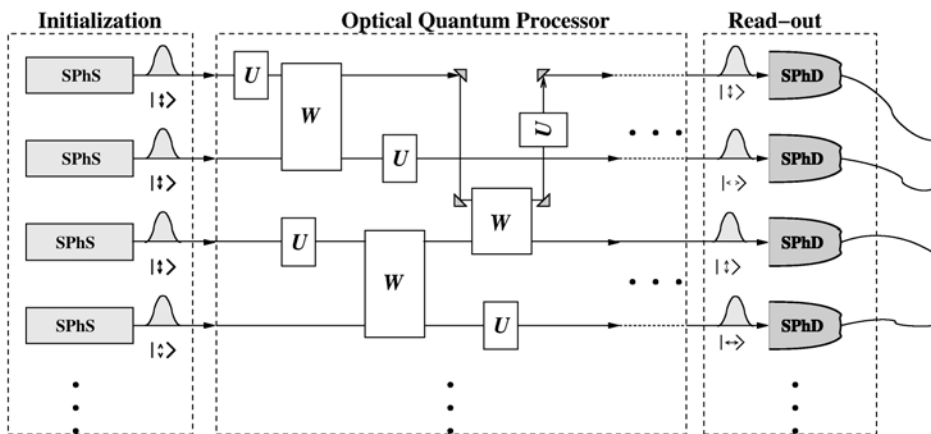 Initialization
Optical Quantum Processor
Read-out
SPhS
|↕⟩
U
W
U
U
|↕⟩
SPhD
SPhS
|↕⟩
U
|↔⟩
SPhD
SPhS
|↕⟩
U
W
W
|↕⟩
SPhD
SPhS
|↕⟩
U
|↔⟩
SPhD